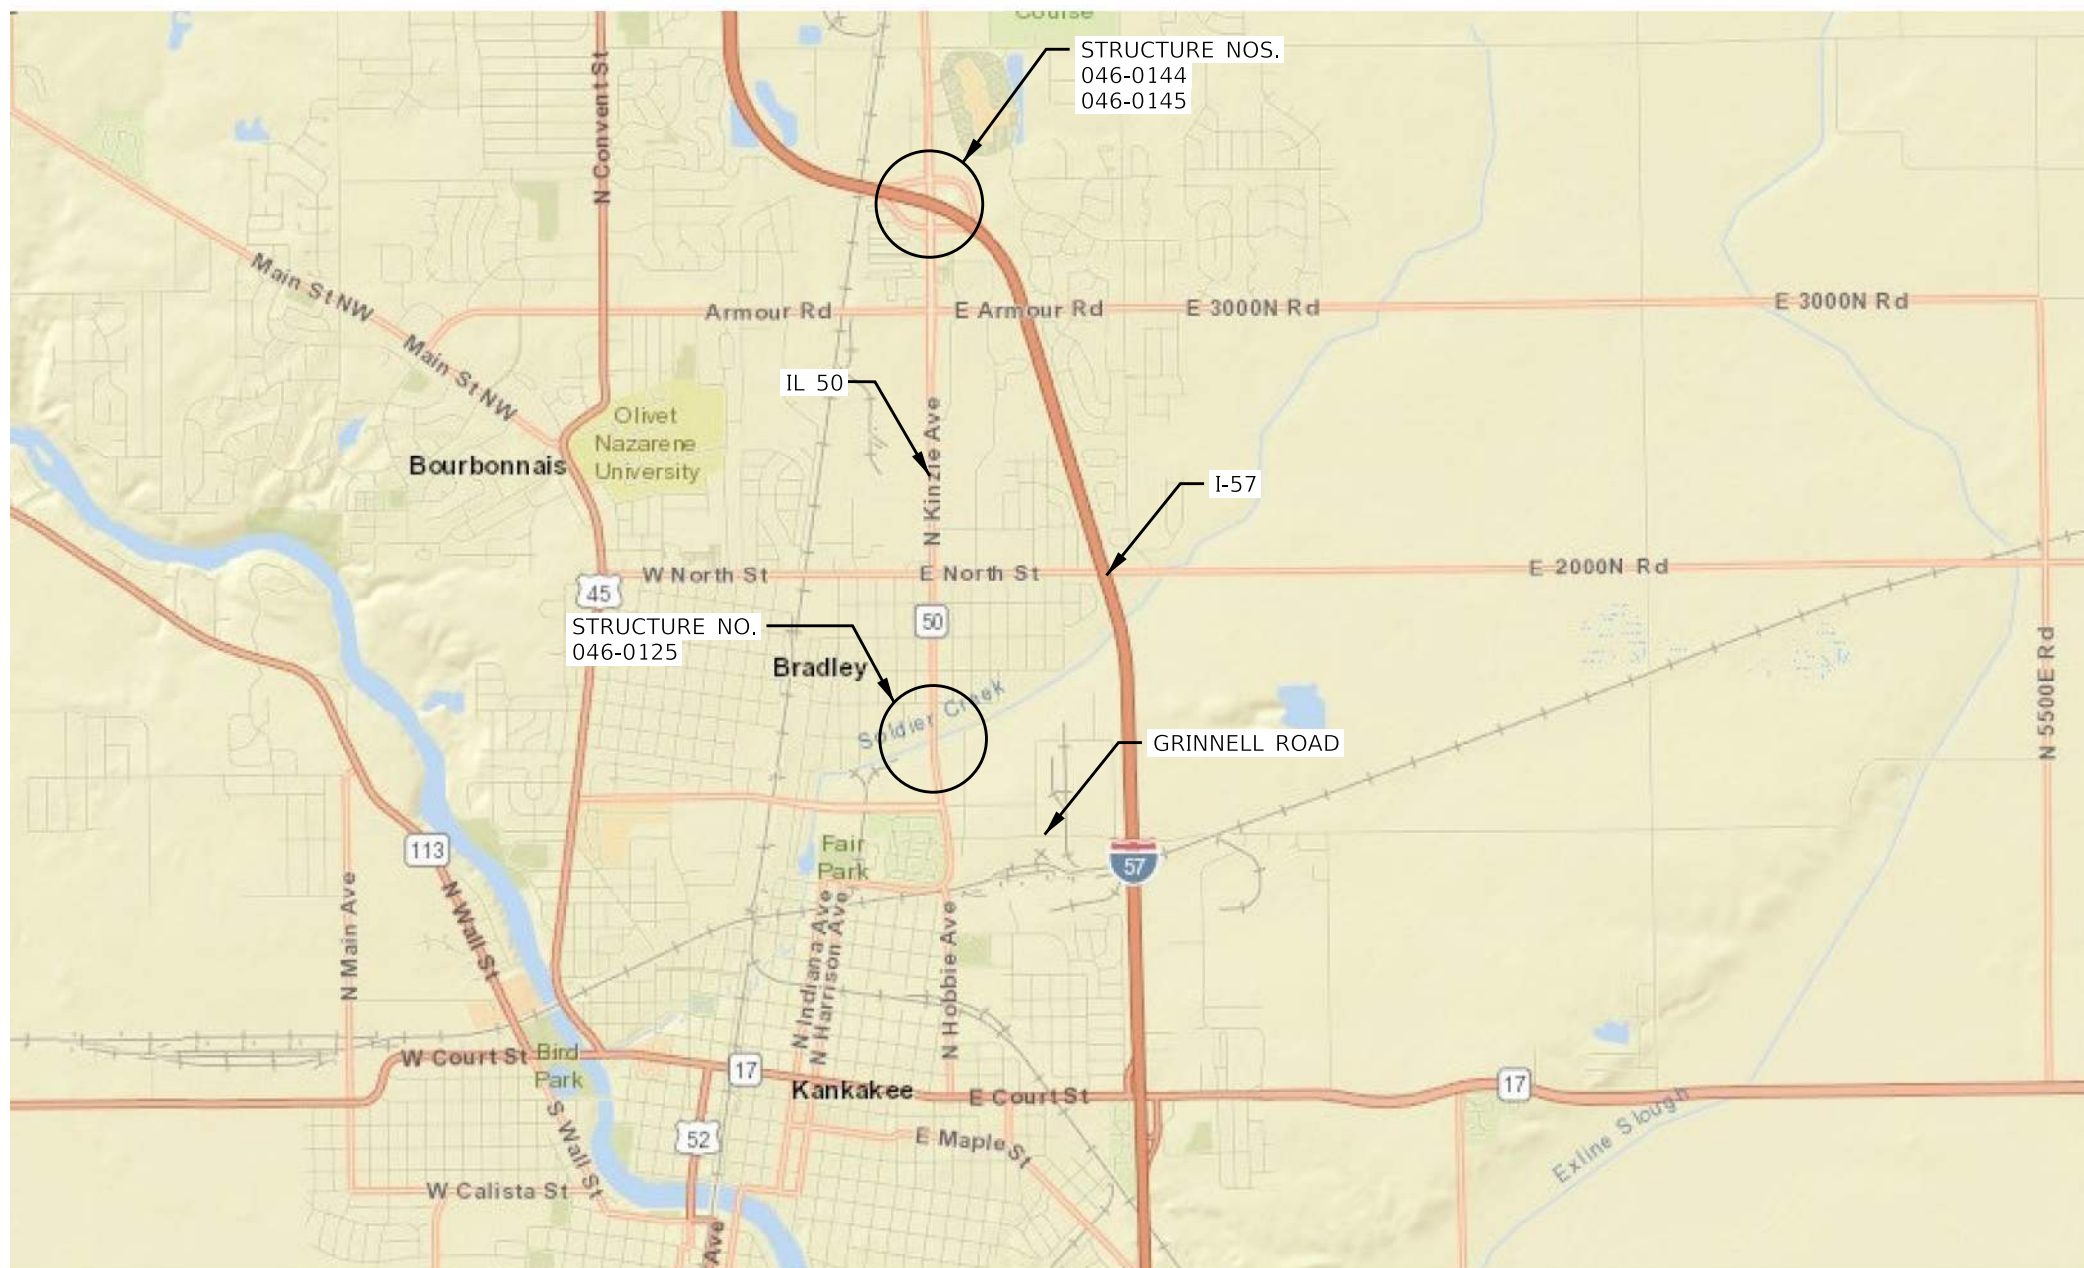 Course
STRUCTURE NOS.
046-0144
046-0145
N Convent St
Main St NW
Armour Rd
E Armour Rd
E 3000N Rd
E 3000N Rd
Main St NW
IL 50
Olivet
Nazarene
University
Bourbonnais
N Kinzie Ave
I-57
W North St
E North St
E 2000N Rd
45
50
STRUCTURE NO.
046-0125
Bradley
Soldier Creek
N 5500E Rd
GRINNELL ROAD
113
Fair
Park
57
N Main Ave
N Wall St
N Indiana Ave
N Harrison Ave
N Hobbie Ave
W Court St
Bird
Park
17
Kankakee
E Court St
17
S Wall St
52
E Maple St
Exline Slough
W Calista St
Ave